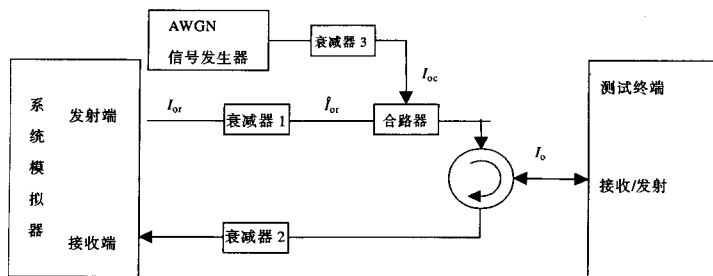 AWGN
信号发生器
衰减器 3
I_oc
系统模拟器
发射端
I_or
衰减器 1
Î_or
合路器
测试终端
I_o
接收/发射
衰减器 2
接收端